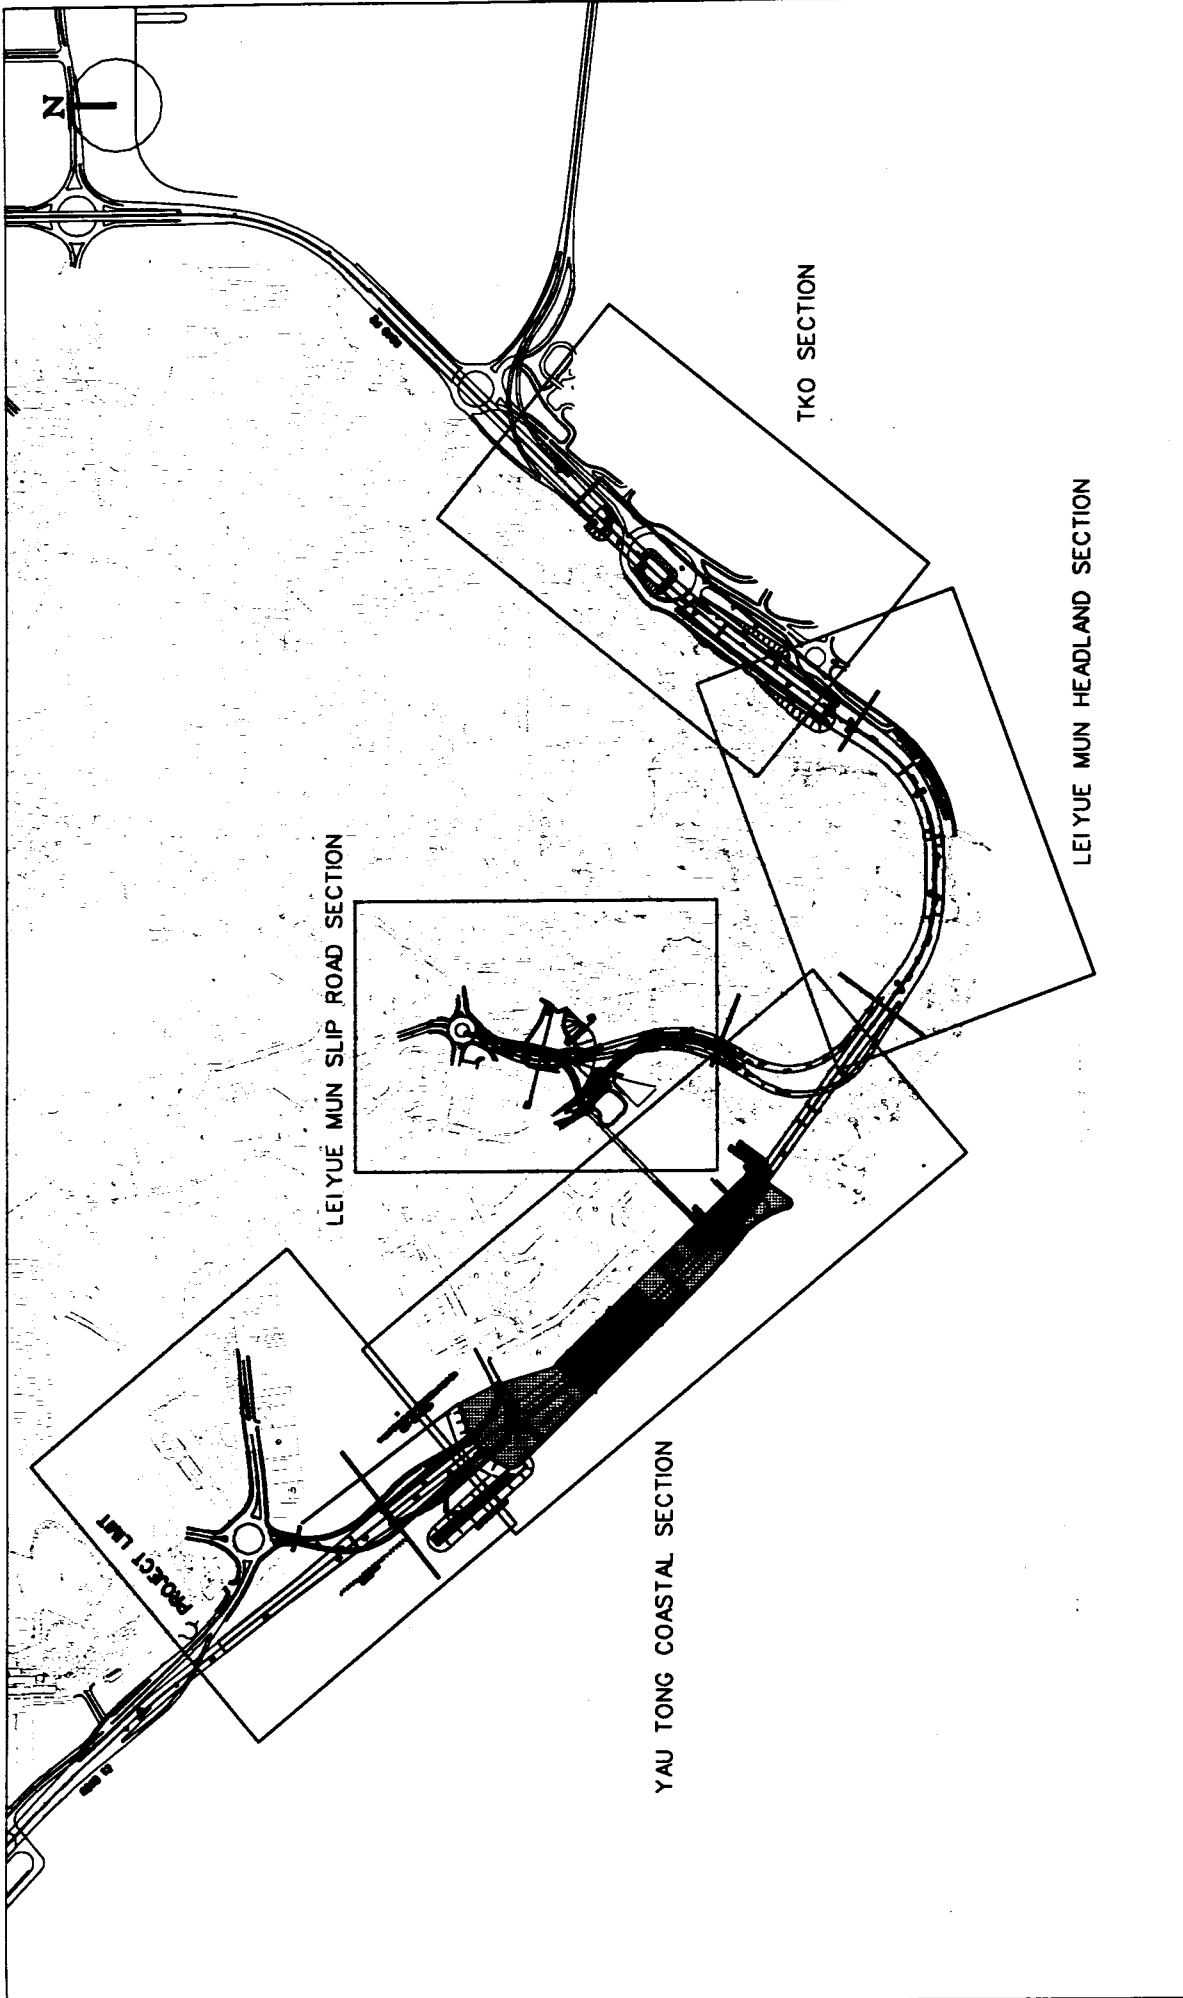 N
TKO SECTION
LEI YUE MUN HEADLAND SECTION
LEI YUE MUN SLIP ROAD SECTION
PROJECT LIMIT
YAU TONG COASTAL SECTION